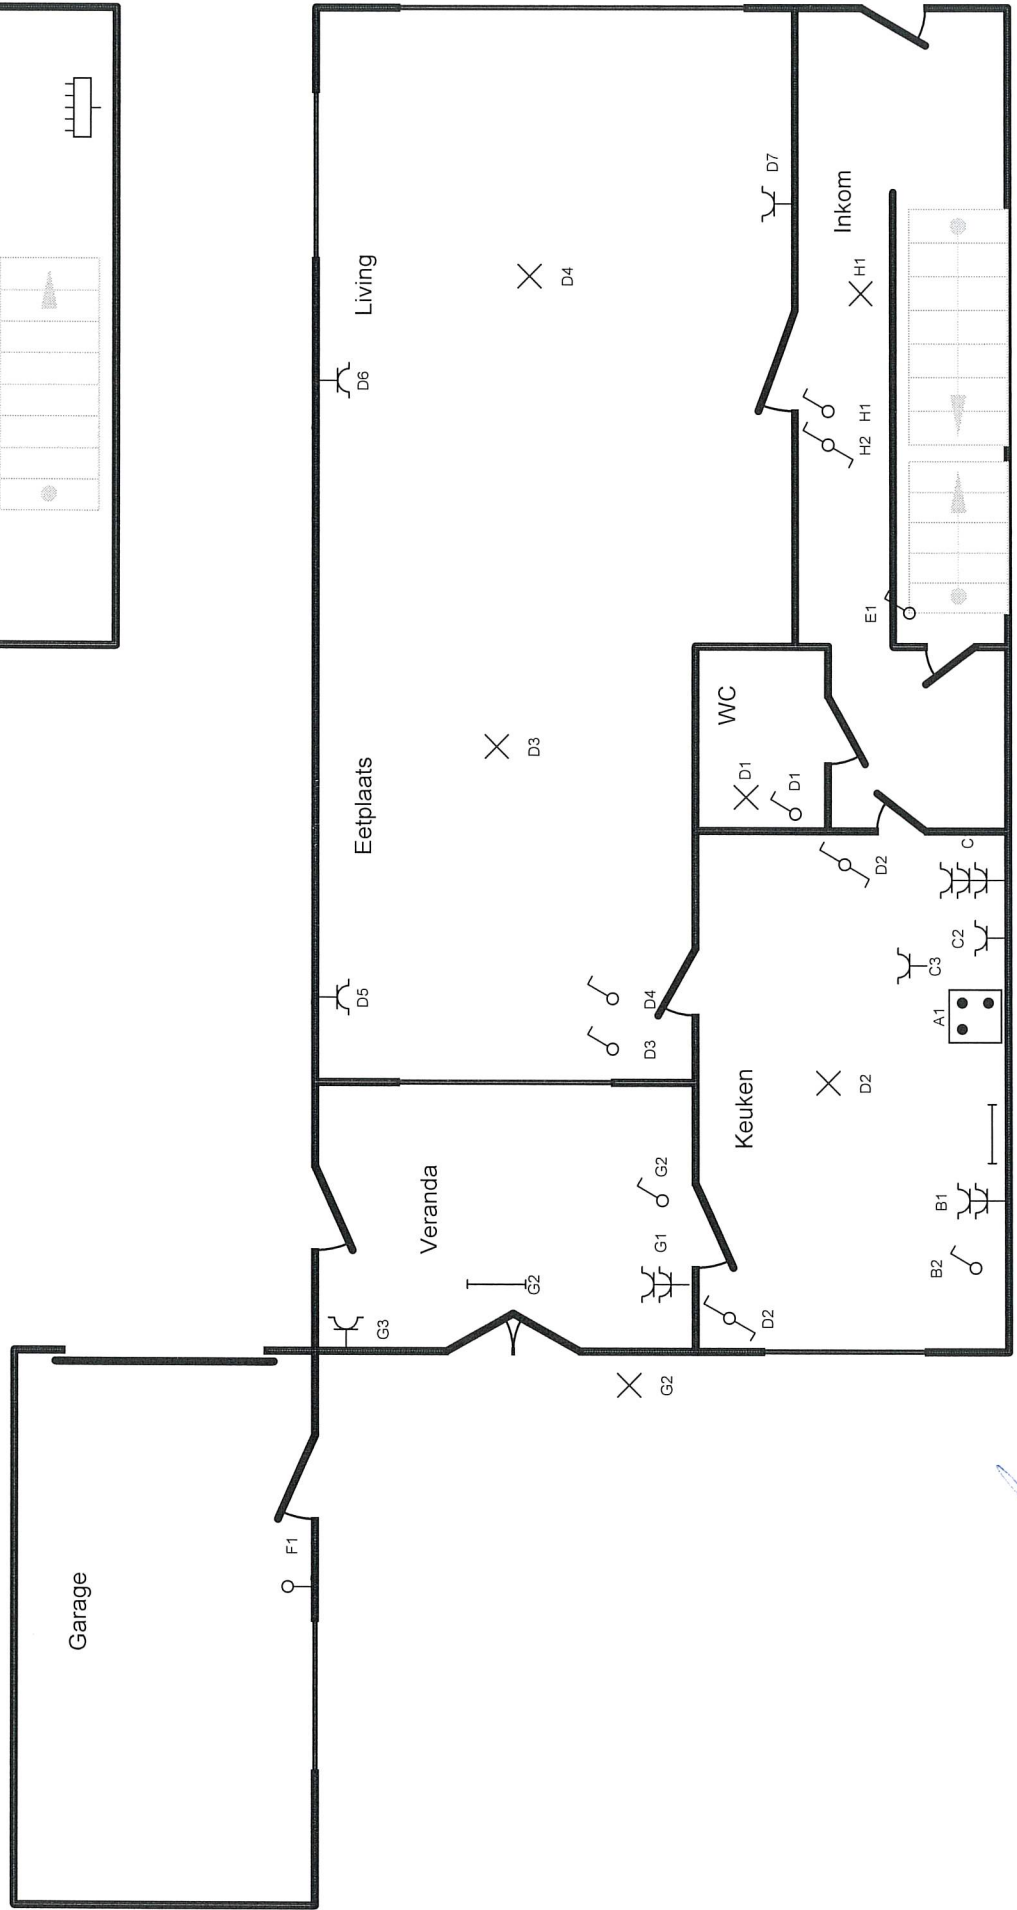 Garage
F1
Veranda
G3
G2
G1
G2
G2
Eetplaats
D5
D3
D3
D4
Living
D6
D4
D7
Keuken
D2
D2
D2
B2
B1
A1
C3
C2
C
WC
D1
D1
Inkom
H1
H1
H2
E1